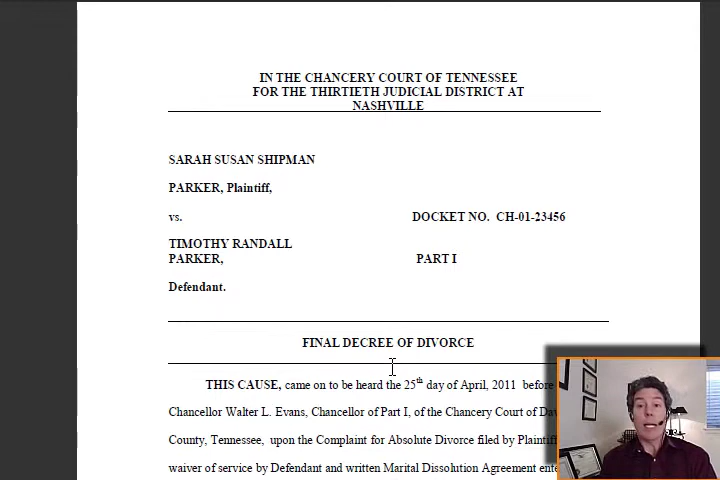 IN THE CHANCERY COURT OF TENNESSEE
FOR THE THIRTIETH JUDICIAL DISTRICT AT
NASHVILLE
SARAH SUSAN SHIPMAN
PARKER, Plaintiff,
vs. DOCKET NO. CH-01-23456
TIMOTHY RANDALL
PARKER, PART I
Defendant.
FINAL DECREE OF DIVORCE
THIS CAUSE, came on to be heard the 25th day of April, 2011 before
Chancellor Walter L. Evans, Chancellor of Part I, of the Chancery Court of
County, Tennessee, upon the Complaint for Absolute Divorce filed by Plaintiff
waiver of service by Defendant and written Marital Dissolution Agreement